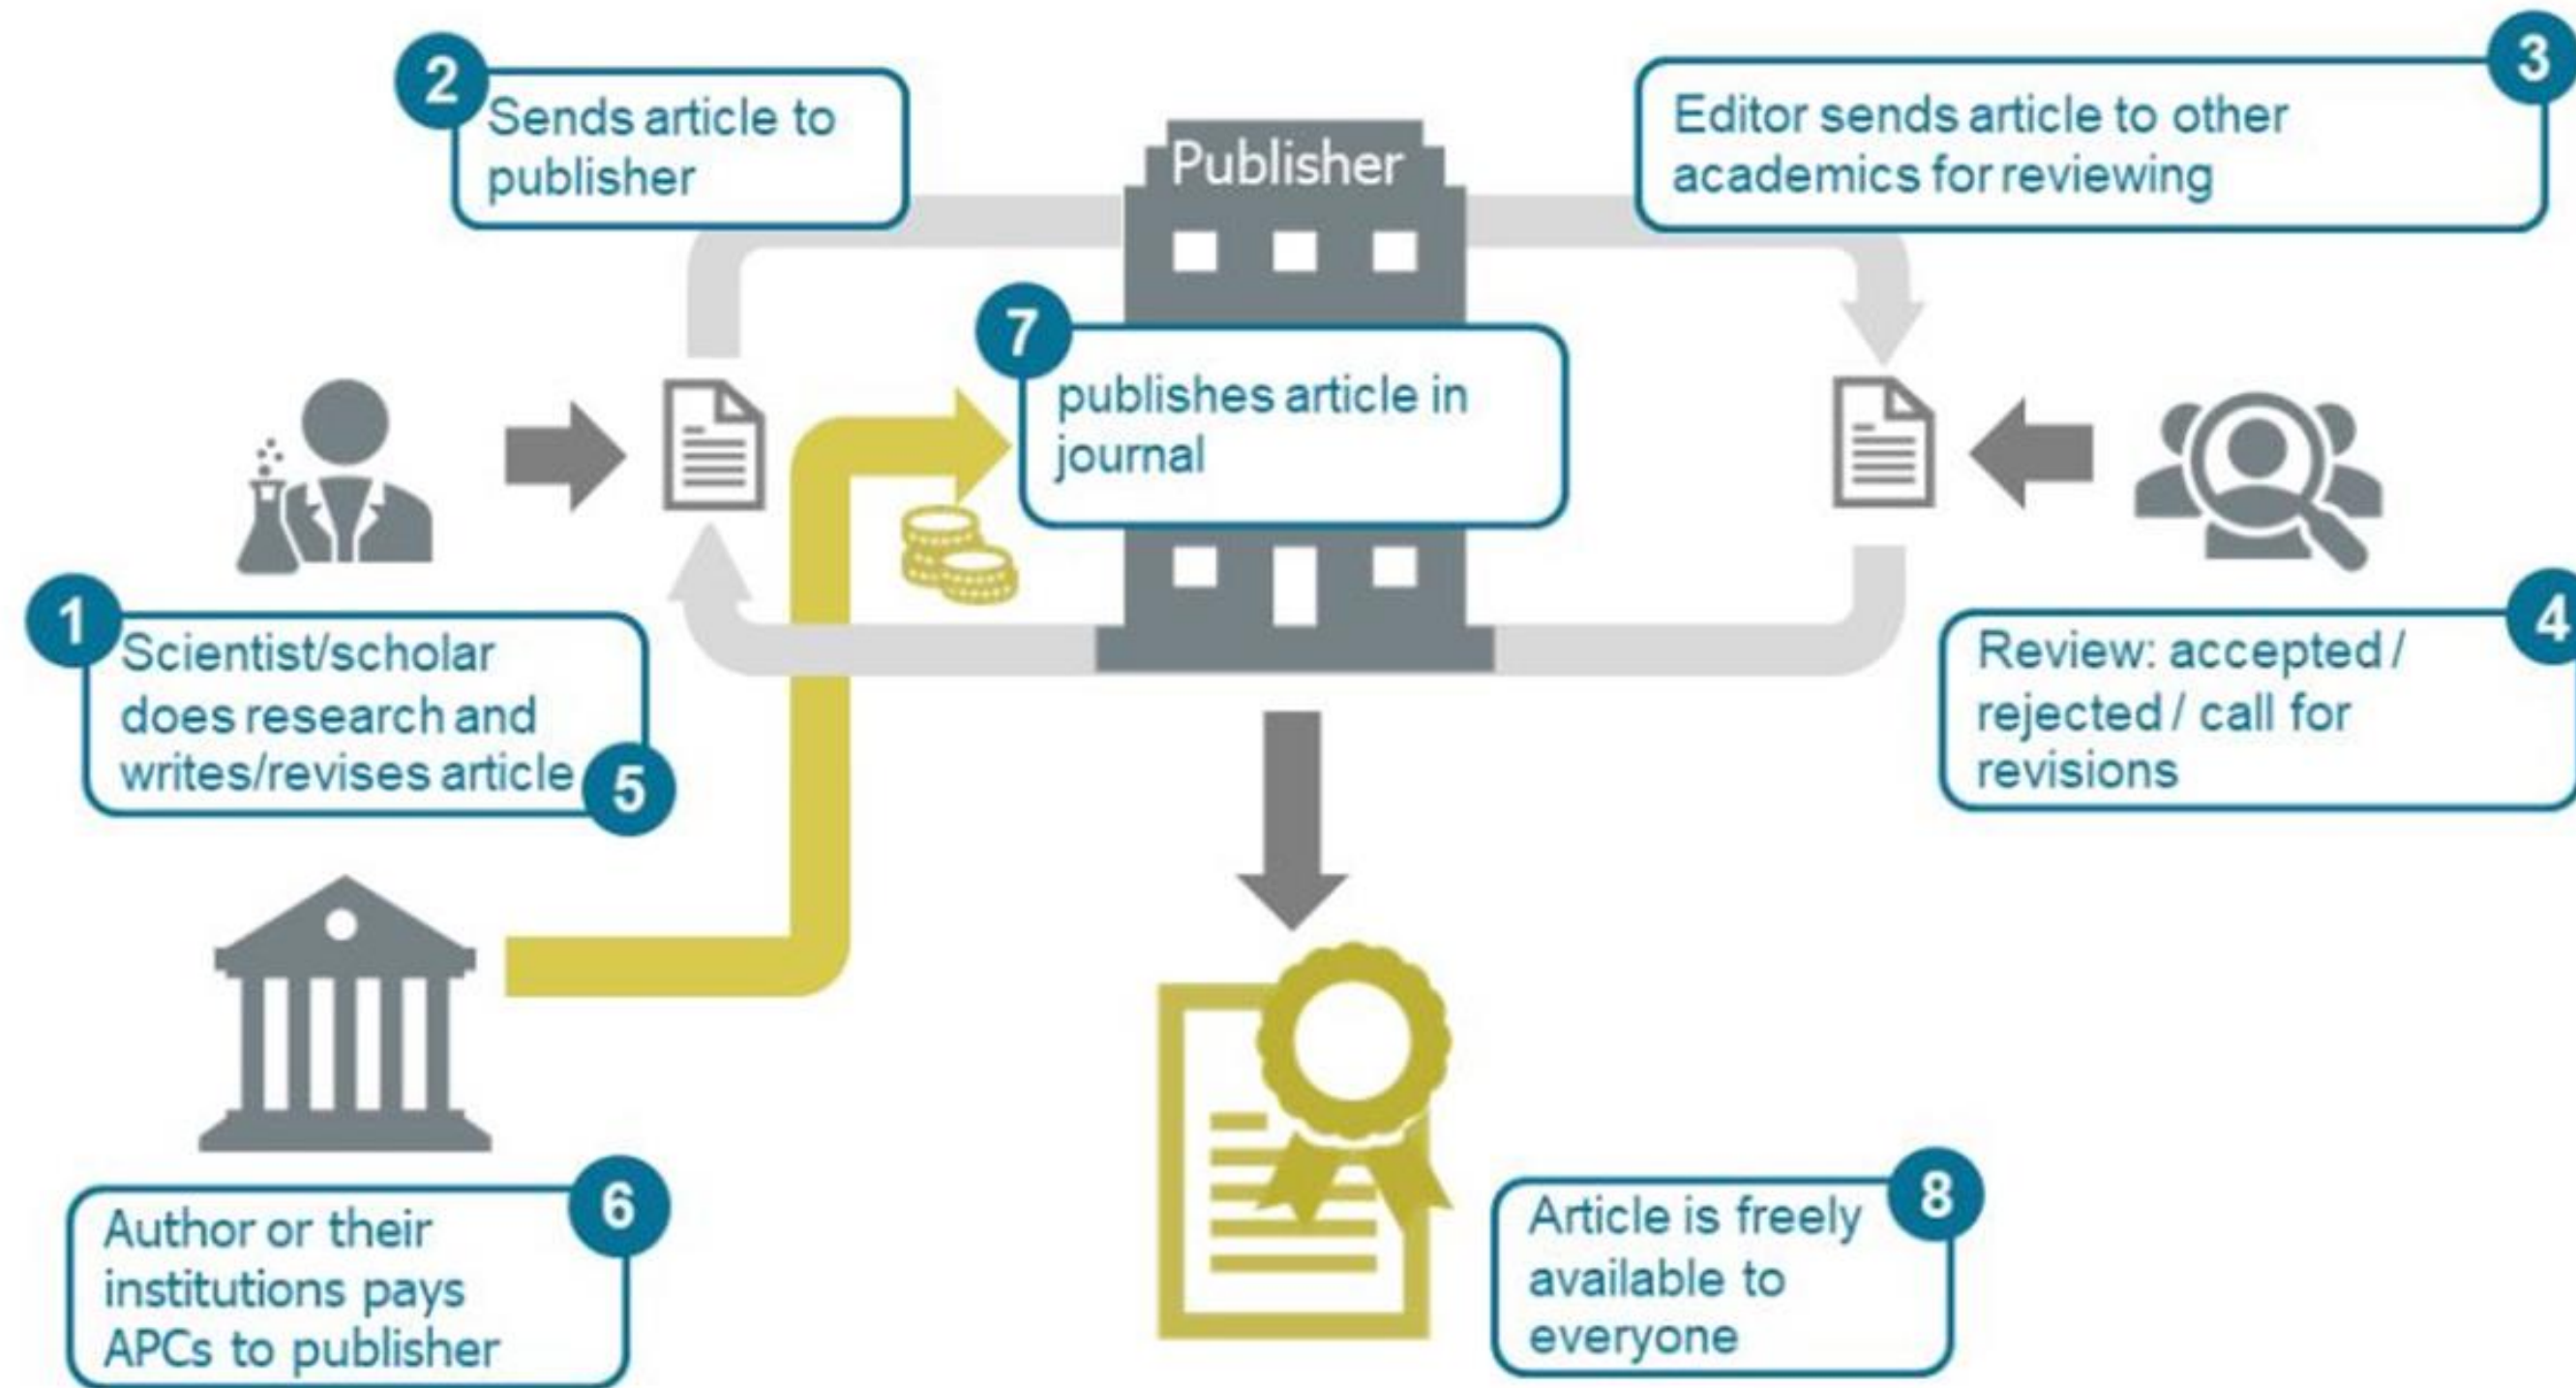 2
Sends article to
publisher
Publisher
3
Editor sends article to other
academics for reviewing
7
publishes article in
journal
1
Scientist/scholar
does research and
writes/revises article
5
4
Review: accepted /
rejected / call for
revisions
6
Author or their
institutions pays
APCs to publisher
8
Article is freely
available to
everyone